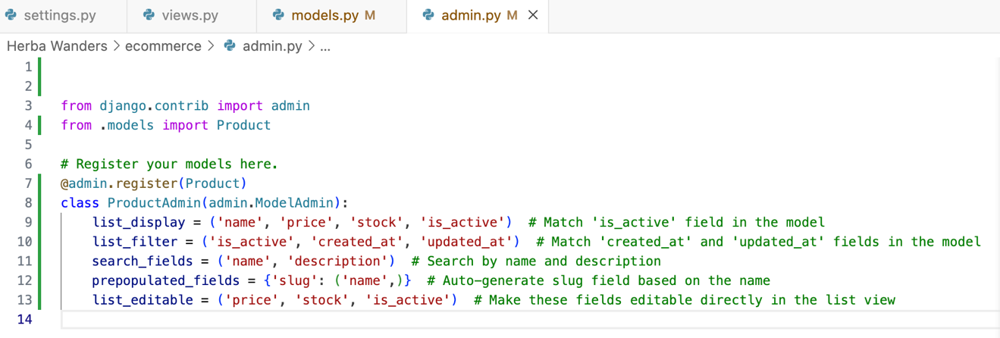 settings.py views.py models.py M admin.py M
Herba Wanders > ecommerce > admin.py > ...
1
2
3 from django.contrib import admin
4 from .models import Product
5
6 # Register your models here.
7 @admin.register(Product)
8 class ProductAdmin(admin.ModelAdmin):
9     list_display = ('name', 'price', 'stock', 'is_active')  # Match 'is_active' field in the model
10     list_filter = ('is_active', 'created_at', 'updated_at')  # Match 'created_at' and 'updated_at' fields in the model
11     search_fields = ('name', 'description')  # Search by name and description
12     prepopulated_fields = {'slug': ('name',)}  # Auto-generate slug field based on the name
13     list_editable = ('price', 'stock', 'is_active')  # Make these fields editable directly in the list view
14